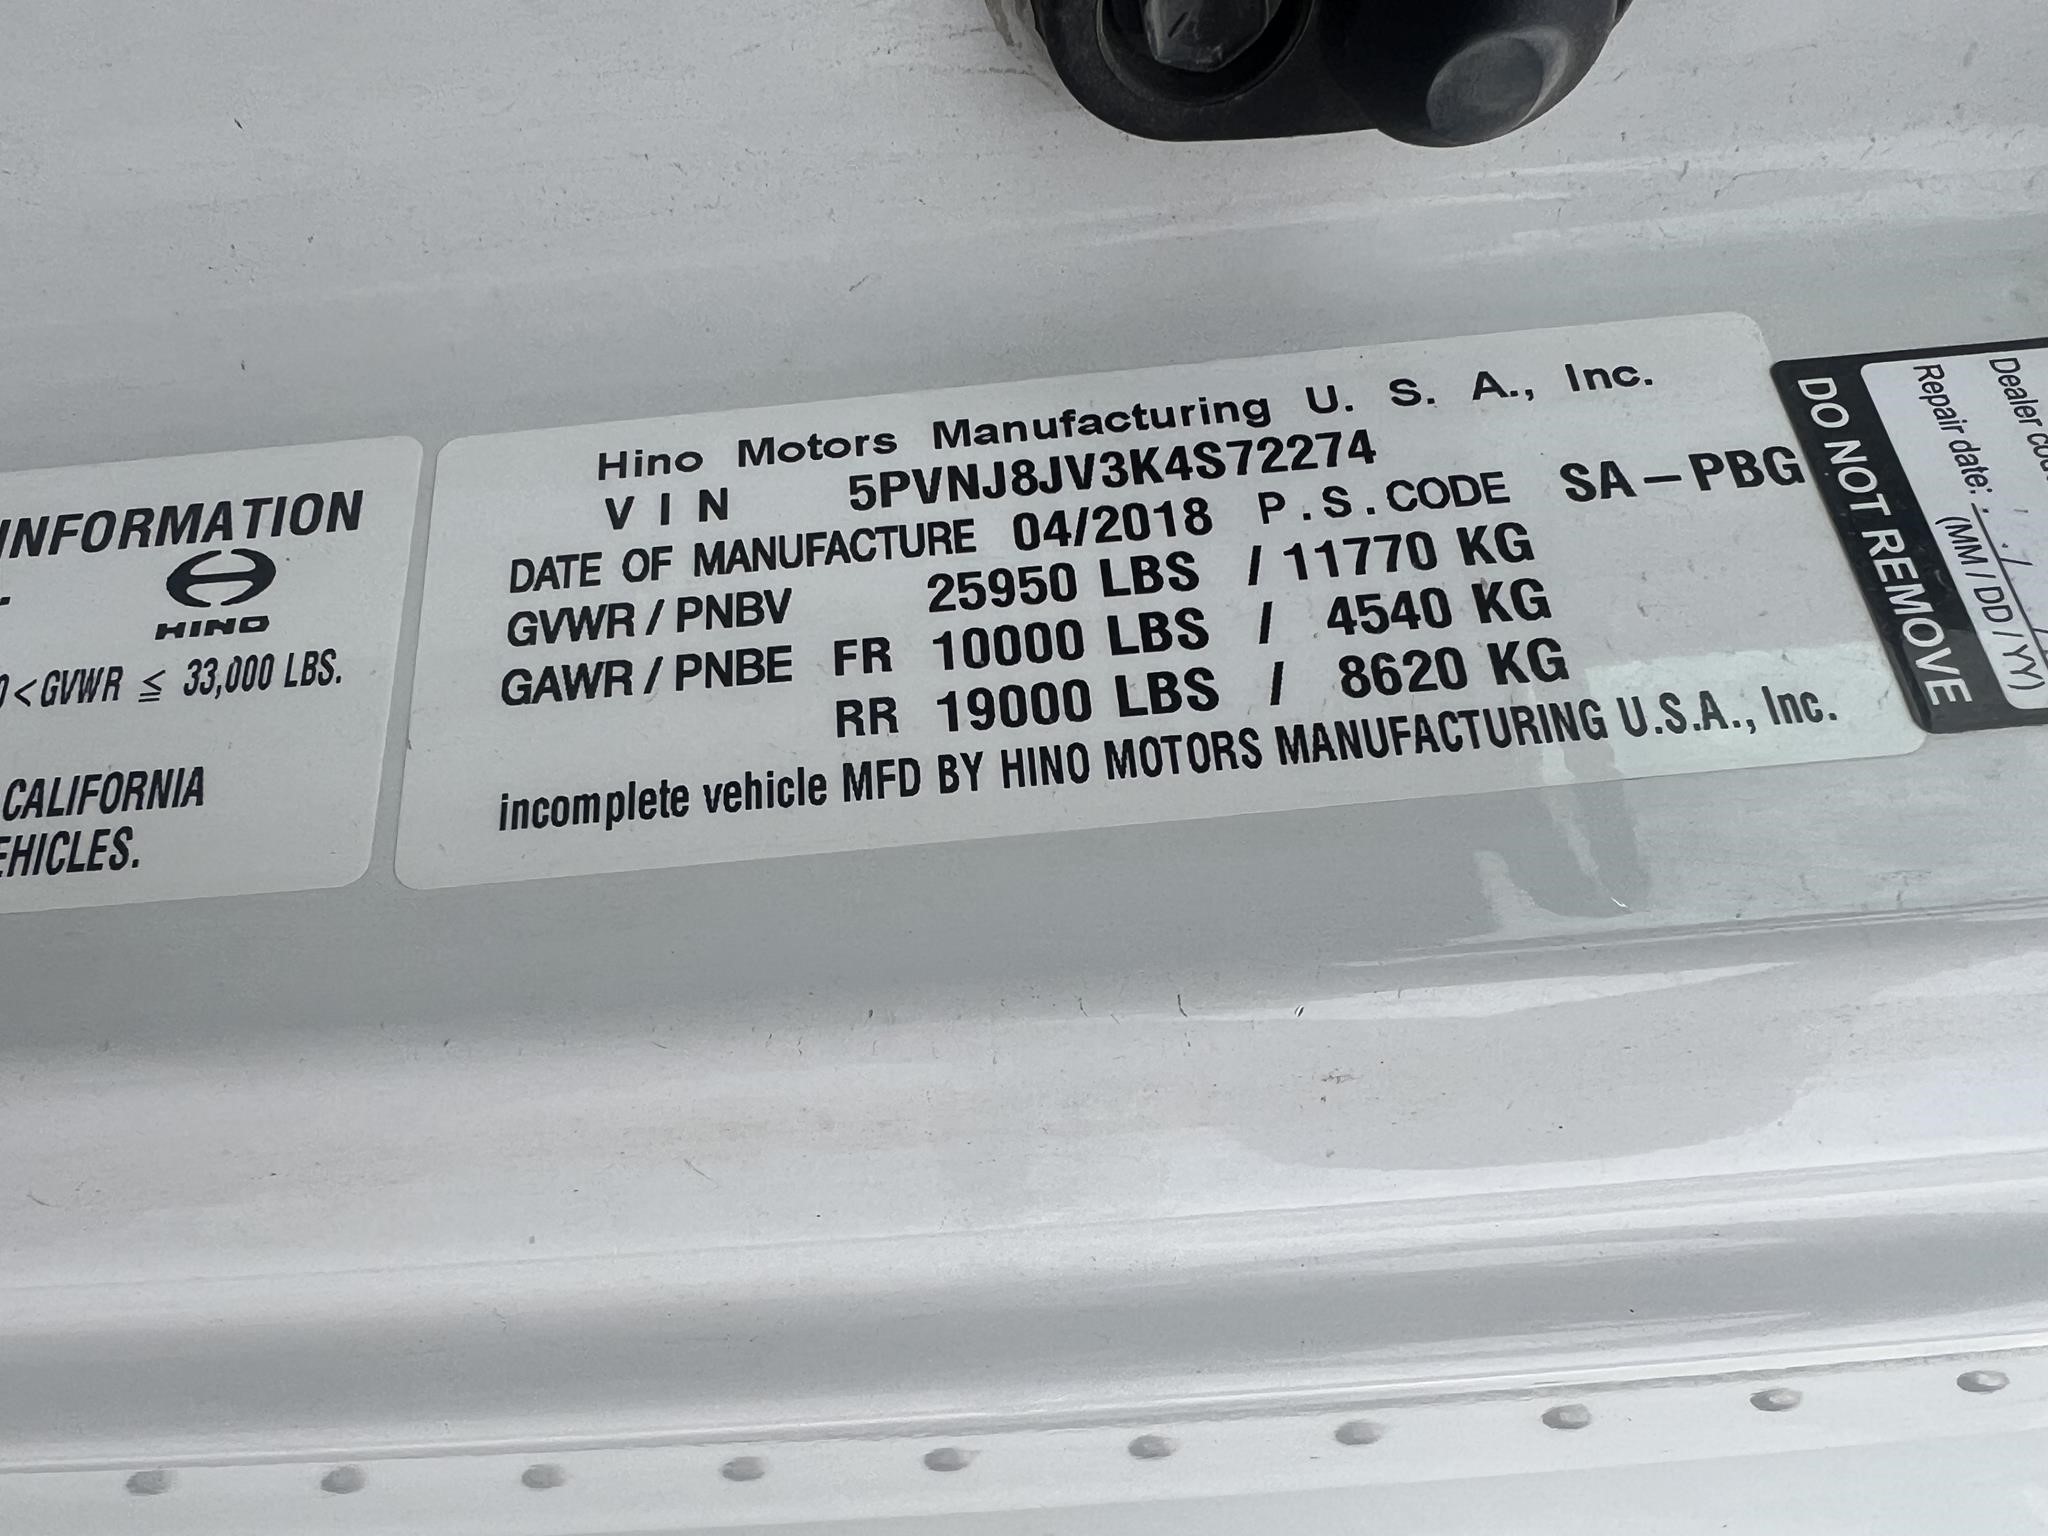 INFORMATION
HINO
<GVWR ≦ 33,000 LBS.
CALIFORNIA
EHICLES.
Hino Motors Manufacturing U. S. A., Inc.
V I N 5PVNJ8JV3K4S72274
DATE OF MANUFACTURE 04/2018 P.S.CODE SA-PBG
GVWR / PNBV 25950 LBS / 11770 KG
GAWR / PNBE FR 10000 LBS / 4540 KG
RR 19000 LBS / 8620 KG
incomplete vehicle MFD BY HINO MOTORS MANUFACTURING U.S.A., Inc.
DO NOT REMOVE
Dealer
Repair date: / /
(MM / DD / YY)